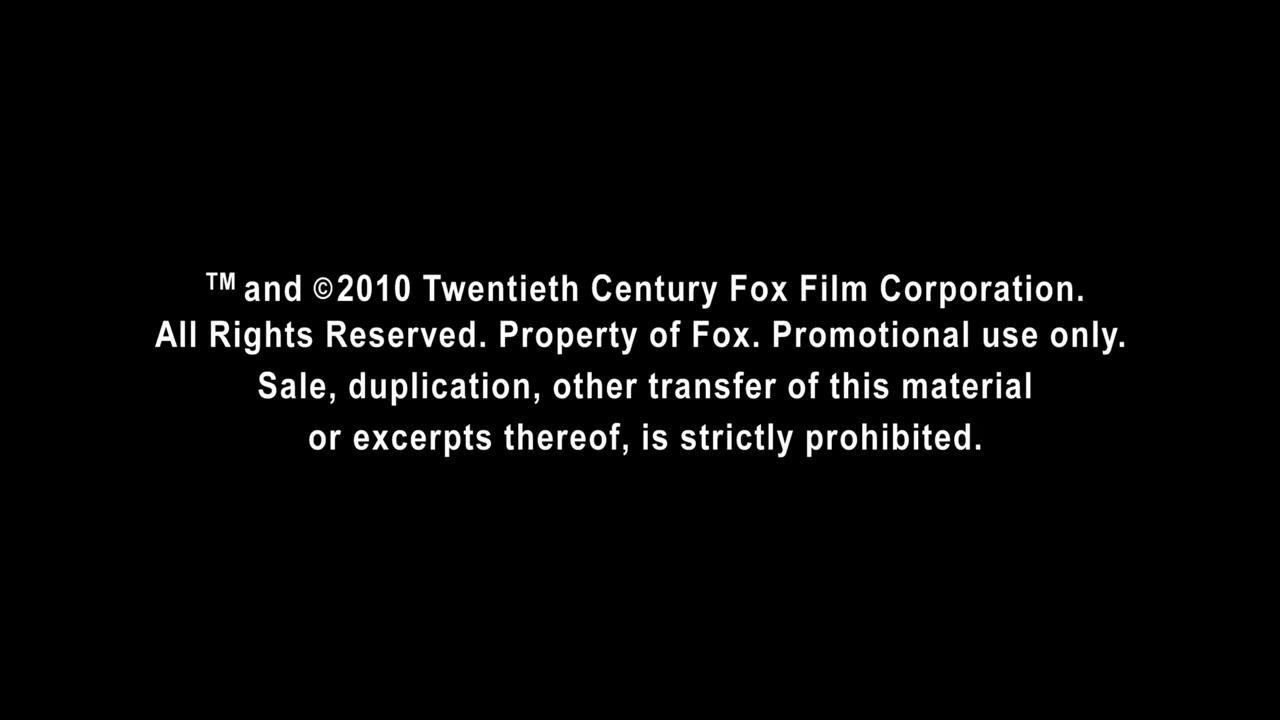 ™ and ©2010 Twentieth Century Fox Film Corporation.
All Rights Reserved. Property of Fox. Promotional use only.
Sale, duplication, other transfer of this material
or excerpts thereof, is strictly prohibited.